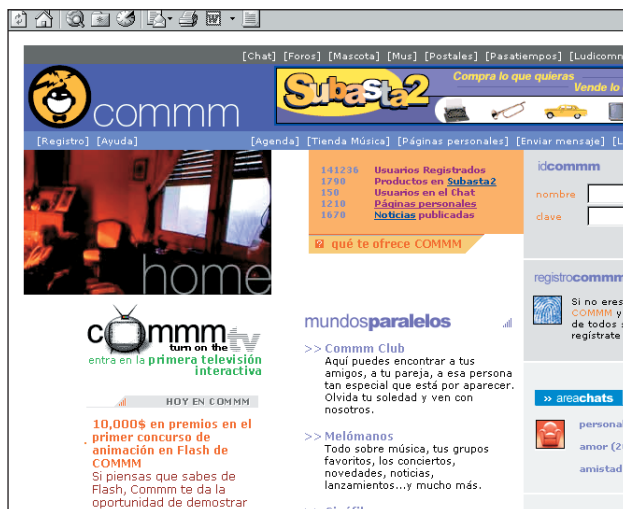 [Chat] [Foros] [Mascota] [Mus] [Postales] [Pasatiempos]
commm
Subasta2
Compra lo que quieras
Vende lo
[Registro] [Ayuda] [Agenda] [Tienda Música] [Páginas personales] [Enviar mensaje]
home
141236 Usuarios Registrados
1790 Productos en Subasta2
150 Usuarios en el Chat
1210 Páginas personales
1670 Noticias publicadas
qué te ofrece COMMM
idcommm
nombre
clave
registrocommm
Si no eres
COMMM y
de todos
regístrate
commmtv
turn on the
entra en la primera televisión
interactiva
HOY EN COMMM
10,000$ en premios en el
primer concurso de
animación en Flash de
COMMM
Si piensas que sabes de
Flash, Commm te da la
oportunidad de demostrar
mundosparalelos
>> Commm Club
Aquí puedes encontrar a tus
amigos, a tu pareja, a esa persona
tan especial que está por aparecer.
Olvida tu soledad y ven con
nosotros.
>> Melómanos
Todo sobre música, tus grupos
favoritos, los conciertos,
novedades, noticias,
lanzamientos...y mucho más.
>> areachats
amor
amistad